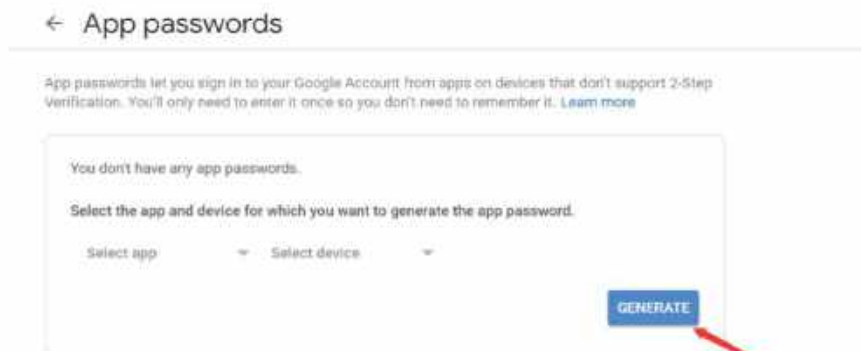 ← App passwords
App passwords let you sign in to your Google Account from apps on devices that don't support 2-Step
Verification. You'll only need to enter it once so you don't need to remember it. Learn more
You don't have any app passwords.
Select the app and device for which you want to generate the app password.
Select app Select device
GENERATE